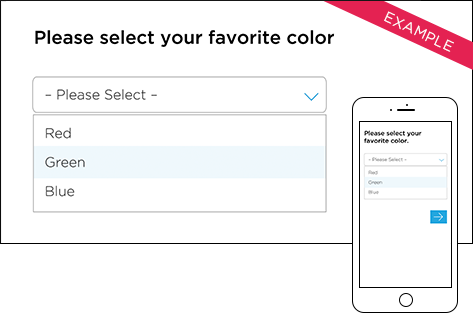 EXAMPLE
Please select your favorite color
– Please Select –
Red
Green
Blue
Please select your
favorite color.
– Please Select –
Red
Green
Blue